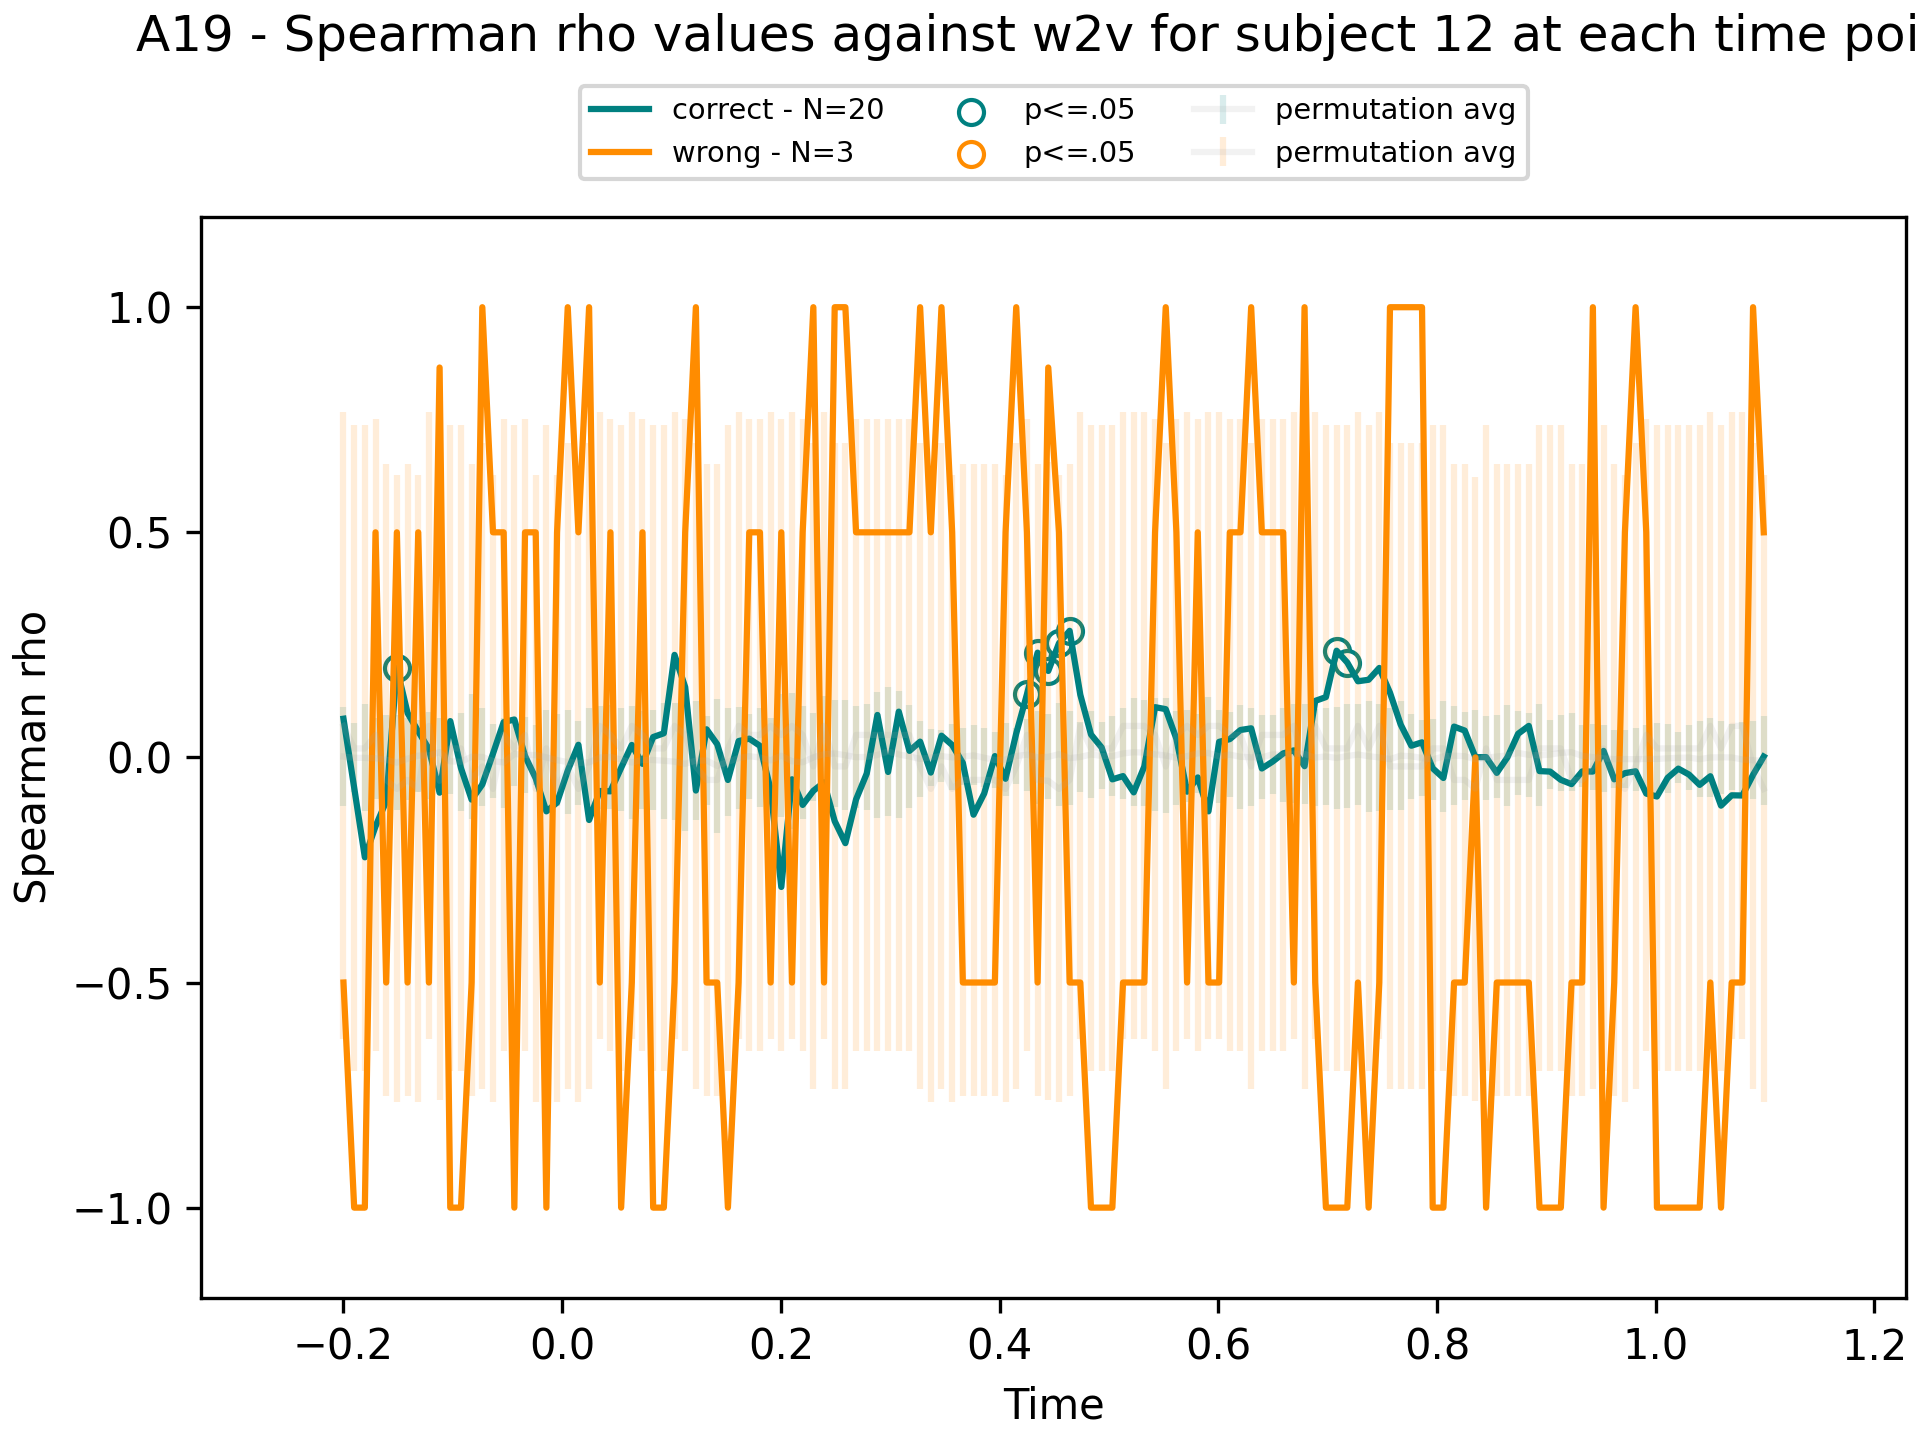 A19 - Spearman rho values against w2v for subject 12 at each time poi
correct - N=20
wrong - N=3
p<=.05
p<=.05
permutation avg
permutation avg
Spearman rho
1.0
0.5
0.0
−0.5
−1.0
−0.2 0.0 0.2 0.4 0.6 0.8 1.0 1.2
Time